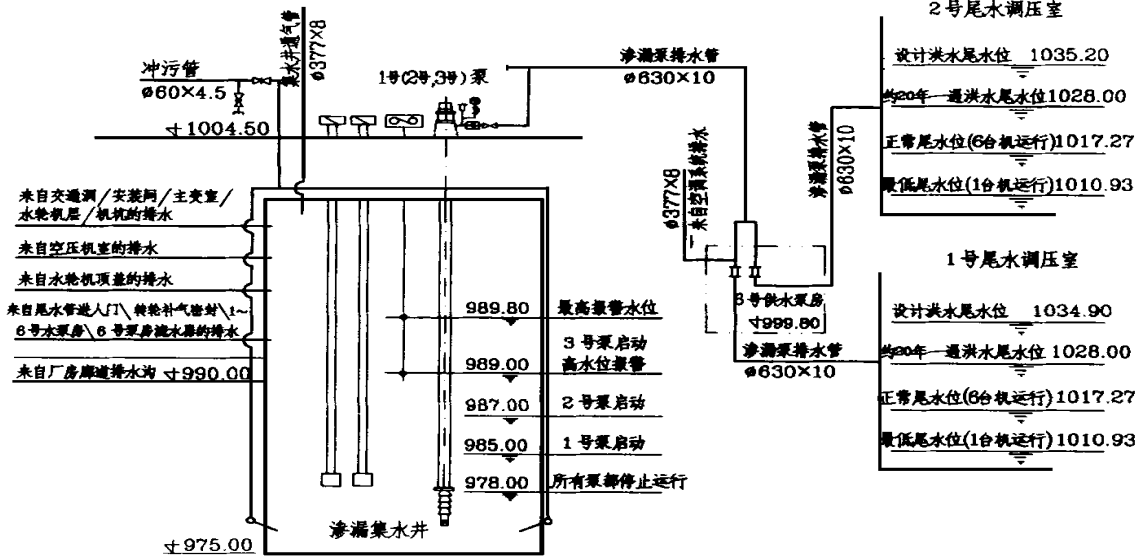 2号尾水调压室
设计洪水尾水位 1035.20
约20年一遇洪水尾水位1028.00
正常尾水位(6台机运行)1017.27
最低尾水位(1台机运行)1010.93
冲污管
ø60×4.5
集水井通气管
ø377×8
1号(2号,3号)泵
渗漏泵排水管
ø630×10
1004.50
来自交通洞/安装间/主变室/
水轮机层/机坑的排水
来自空压机室的排水
来自水轮机顶盖的排水
来自尾水管进人门\转轮补气密封\1~
6号水泵房\6号泵房滤水器的排水
来自厂房廊道排水沟 990.00
989.80 最高报警水位
3号泵启动
989.00 高水位报警
987.00 2号泵启动
985.00 1号泵启动
978.00 所有泵都停止运行
渗漏集水井
975.00
ø377×8
来自空调系统排水
渗漏泵排水管
ø630×10
号供水泵房
999.80
渗漏泵排水管
ø630×10
1号尾水调压室
设计洪水尾水位 1034.90
约20年一遇洪水尾水位 1028.00
正常尾水位(6台机运行)1017.27
最低尾水位(1台机运行)1010.93